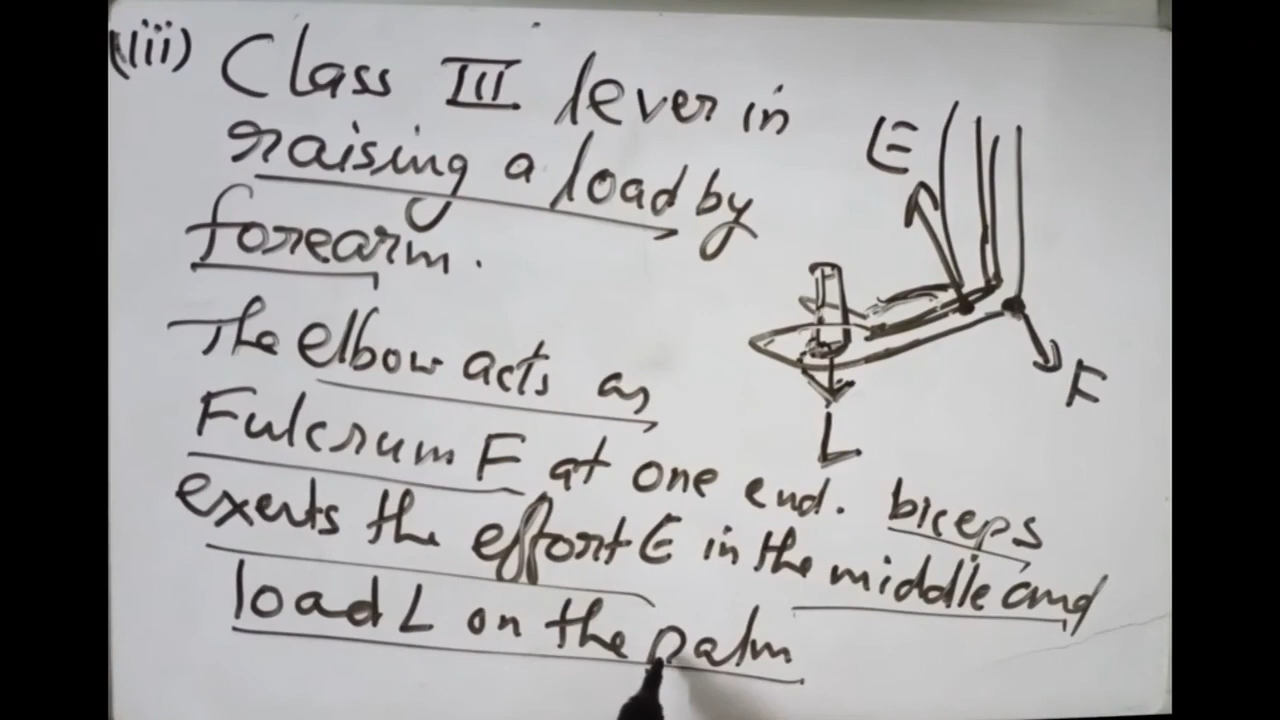 (iii) Class III lever in
raising a load by
forearm.
The elbow acts as
Fulcrum F at one end. biceps
exerts the effort E in the middle and
load L on the palm
E
F
L